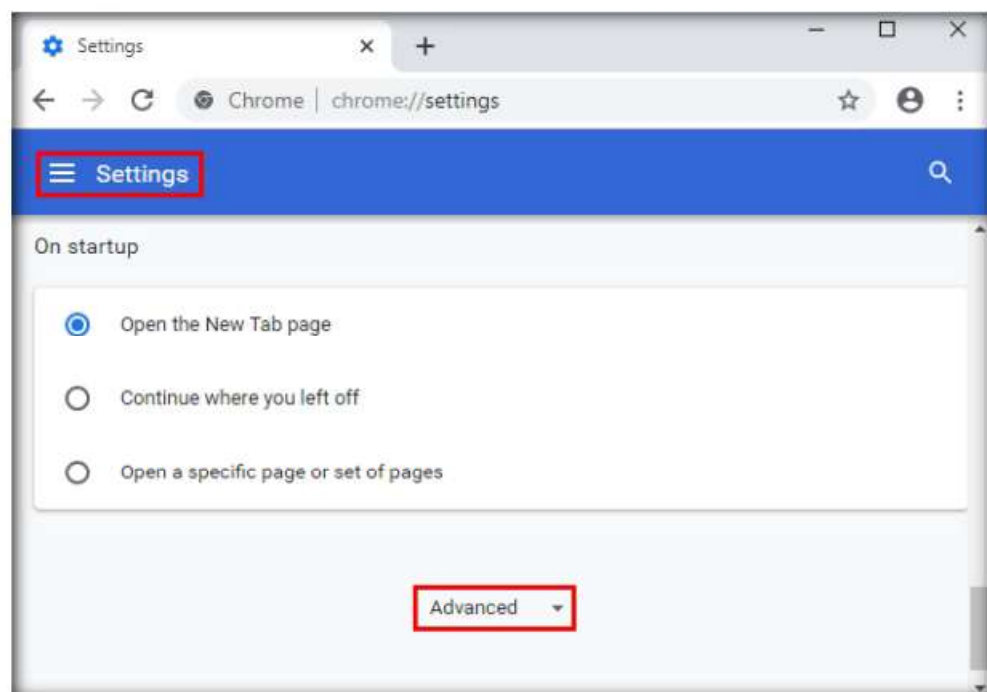 Settings
Chrome | chrome://settings
Settings
On startup
Open the New Tab page
Continue where you left off
Open a specific page or set of pages
Advanced